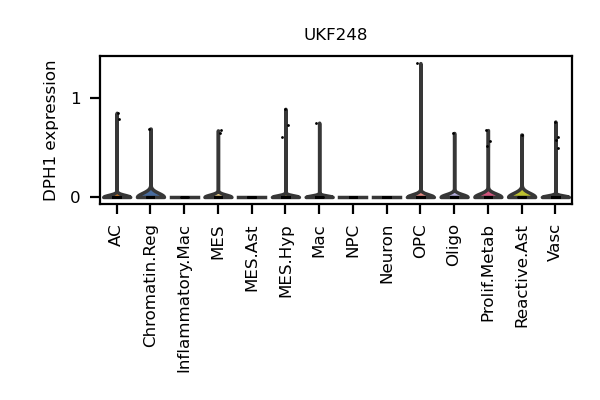 UKF248
DPH1 expression
1
0
AC
Chromatin.Reg
Inflammatory.Mac
MES
MES.Ast
MES.Hyp
Mac
NPC
Neuron
OPC
Oligo
Prolif.Metab
Reactive.Ast
Vasc